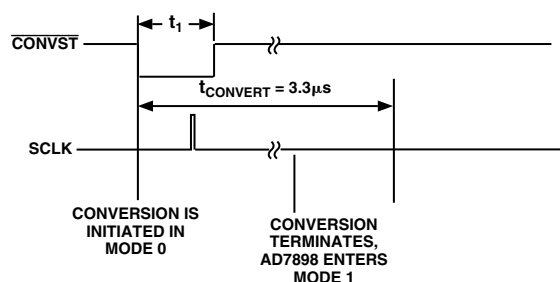 t1
CONVST
tCONVERT = 3.3μs
SCLK
CONVERSION IS
INITIATED IN
MODE 0
CONVERSION
TERMINATES,
AD7898 ENTERS
MODE 1